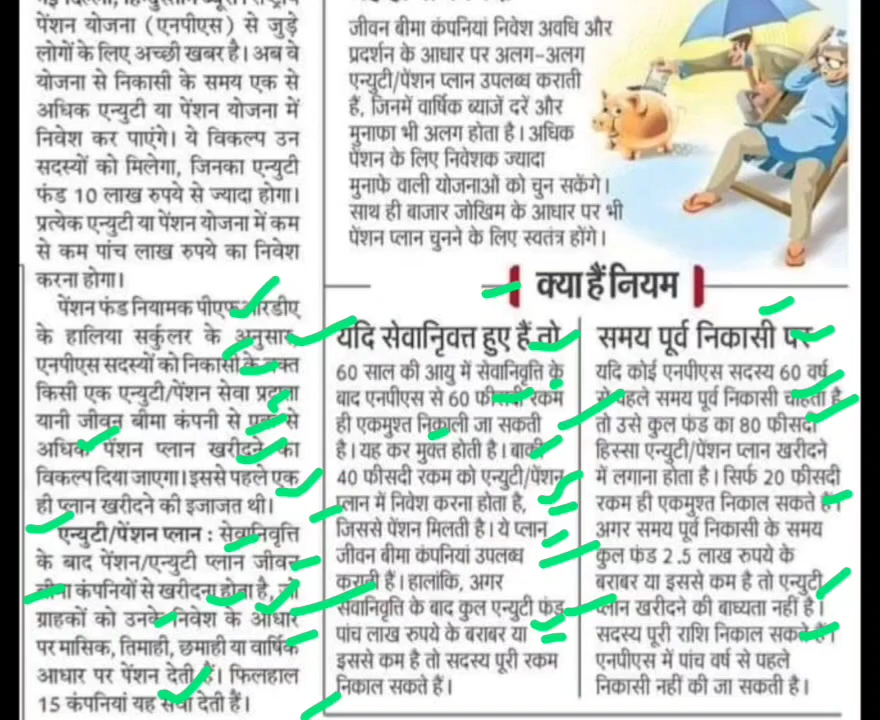 पेंशन योजना (एनपीएस) से जुड़े
लोगों के लिए अच्छी खबर है। अब वे
योजना से निकासी के समय एक से
अधिक एन्युटी या पेंशन योजना में
निवेश कर पाएंगे। ये विकल्प उन
सदस्यों को मिलेगा, जिनका एन्युटी
फंड 10 लाख रुपये से ज्यादा होगा।
प्रत्येक एन्युटी या पेंशन योजना में कम
से कम पांच लाख रुपये का निवेश
करना होगा।
पेंशन फंड नियामक पीएफआरडीए
के हालिया सर्कुलर के अनुसार,
एनपीएस सदस्यों को निकासी के वक्त
किसी एक एन्युटी/पेंशन सेवा प्रदाता
यानी जीवन बीमा कंपनी से एक से
अधिक पेंशन प्लान खरीदने का
विकल्प दिया जाएगा। इससे पहले एक
ही प्लान खरीदने की इजाजत थी।
एन्युटी/पेंशन प्लान : सेवानिवृत्ति
के बाद पेंशन/एन्युटी प्लान जीवन
बीमा कंपनियों से खरीदना होता है, जो
ग्राहकों को उनके निवेश के आधार
पर मासिक, तिमाही, छमाही या वार्षिक
आधार पर पेंशन देती हैं। फिलहाल
15 कंपनियां यह सेवा देती हैं।
जीवन बीमा कंपनियां निवेश अवधि और
प्रदर्शन के आधार पर अलग-अलग
एन्युटी/पेंशन प्लान उपलब्ध कराती
हैं, जिनमें वार्षिक ब्याजें दरें और
मुनाफा भी अलग होता है। अधिक
पेंशन के लिए निवेशक ज्यादा
मुनाफे वाली योजनाओं को चुन सकेंगे।
साथ ही बाजार जोखिम के आधार पर भी
पेंशन प्लान चुनने के लिए स्वतंत्र होंगे।
क्या हैं नियम
यदि सेवानिवृत्त हुए हैं तो
60 साल की आयु में सेवानिवृत्ति के
बाद एनपीएस से 60 फीसदी रकम
ही एकमुश्त निकाली जा सकती
है। यह कर मुक्त होती है। बाकी
40 फीसदी रकम को एन्युटी/पेंशन
प्लान में निवेश करना होता है,
जिससे पेंशन मिलती है। ये प्लान
जीवन बीमा कंपनियां उपलब्ध
कराती हैं। हालांकि, अगर
सेवानिवृत्ति के बाद कुल एन्युटी फंड
पांच लाख रुपये के बराबर या
इससे कम है तो सदस्य पूरी रकम
निकाल सकते हैं।
समय पूर्व निकासी पर
यदि कोई एनपीएस सदस्य 60 वर्ष
से पहले समय पूर्व निकासी चाहता है
तो उसे कुल फंड का 80 फीसदी
हिस्सा एन्युटी/पेंशन प्लान खरीदने
में लगाना होता है। सिर्फ 20 फीसदी
रकम ही एकमुश्त निकाल सकते हैं।
अगर समय पूर्व निकासी के समय
कुल फंड 2.5 लाख रुपये के
बराबर या इससे कम है तो एन्युटी
प्लान खरीदने की बाध्यता नहीं है।
सदस्य पूरी राशि निकाल सकते हैं।
एनपीएस में पांच वर्ष से पहले
निकासी नहीं की जा सकती है।